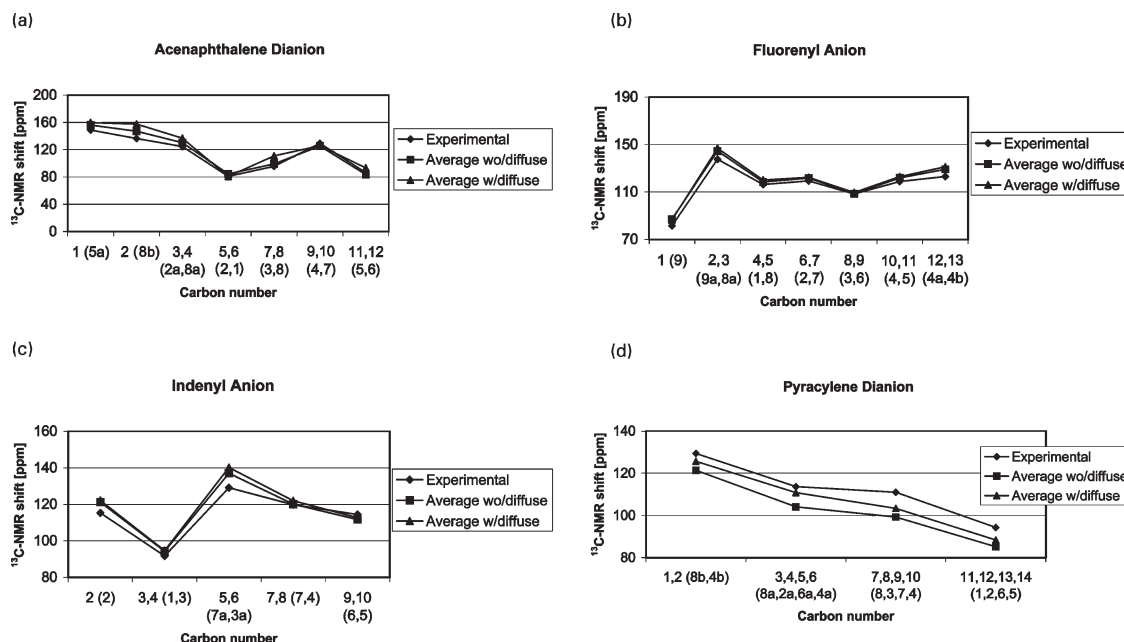 (a)
Acenaphthalene Dianion
13C-NMR shift [ppm]
200
160
120
80
40
0
1 (5a) 2 (8b) 3,4 5,6 7,8 9,10 11,12
(2a,8a) (2,1) (3,8) (4,7) (5,6)
Carbon number
Experimental
Average wo/diffuse
Average w/diffuse
(b)
Fluorenyl Anion
13C-NMR shift [ppm]
190
150
110
70
1 (9) 2,3 4,5 6,7 8,9 10,11 12,13
(9a,8a) (1,8) (2,7) (3,6) (4,5) (4a,4b)
Carbon number
Experimental
Average wo/diffuse
Average w/diffuse
(c)
Indenyl Anion
13C-NMR shift [ppm]
160
140
120
100
80
2 (2) 3,4 (1,3) 5,6 7,8 (7,4) 9,10
(7a,3a) (6,5)
Carbon number
Experimental
Average wo/diffuse
Average w/diffuse
(d)
Pyracylene Dianion
13C-NMR shift [ppm]
140
120
100
80
1,2 (8b,4b) 3,4,5,6 7,8,9,10 11,12,13,14
(8a,2a,6a,4a) (8,3,7,4) (1,2,6,5)
Carbon number
Experimental
Average wo/diffuse
Average w/diffuse